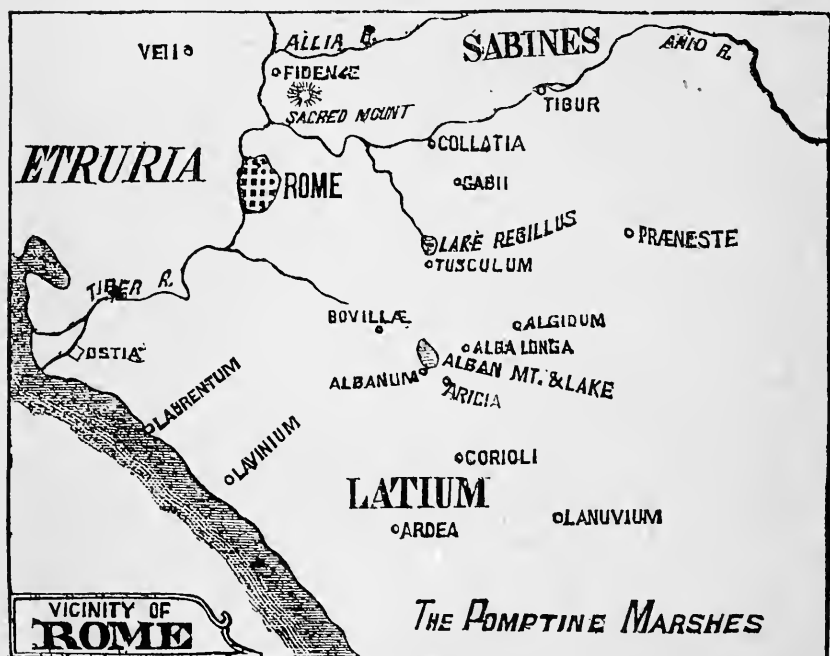 ALLIA R.
SABINES
ANIO R.
VEII
FIDENÆ
SACRED MOUNT
TIBUR
COLLATIA
ETRURIA
ROME
GABII
LAKE REGILLUS
PRÆNESTE
TUSCULUM
TIBER R.
BOVILLÆ
ALGIDUM
OSTIA
ALBA LONGA
ALBANUM
ALBAN MT. & LAKE
ARICIA
LAURENTUM
LAVINIUM
CORIOLI
LATIUM
LANUVIUM
ARDEA
VICINITY OF
ROME
THE POMPTINE MARSHES